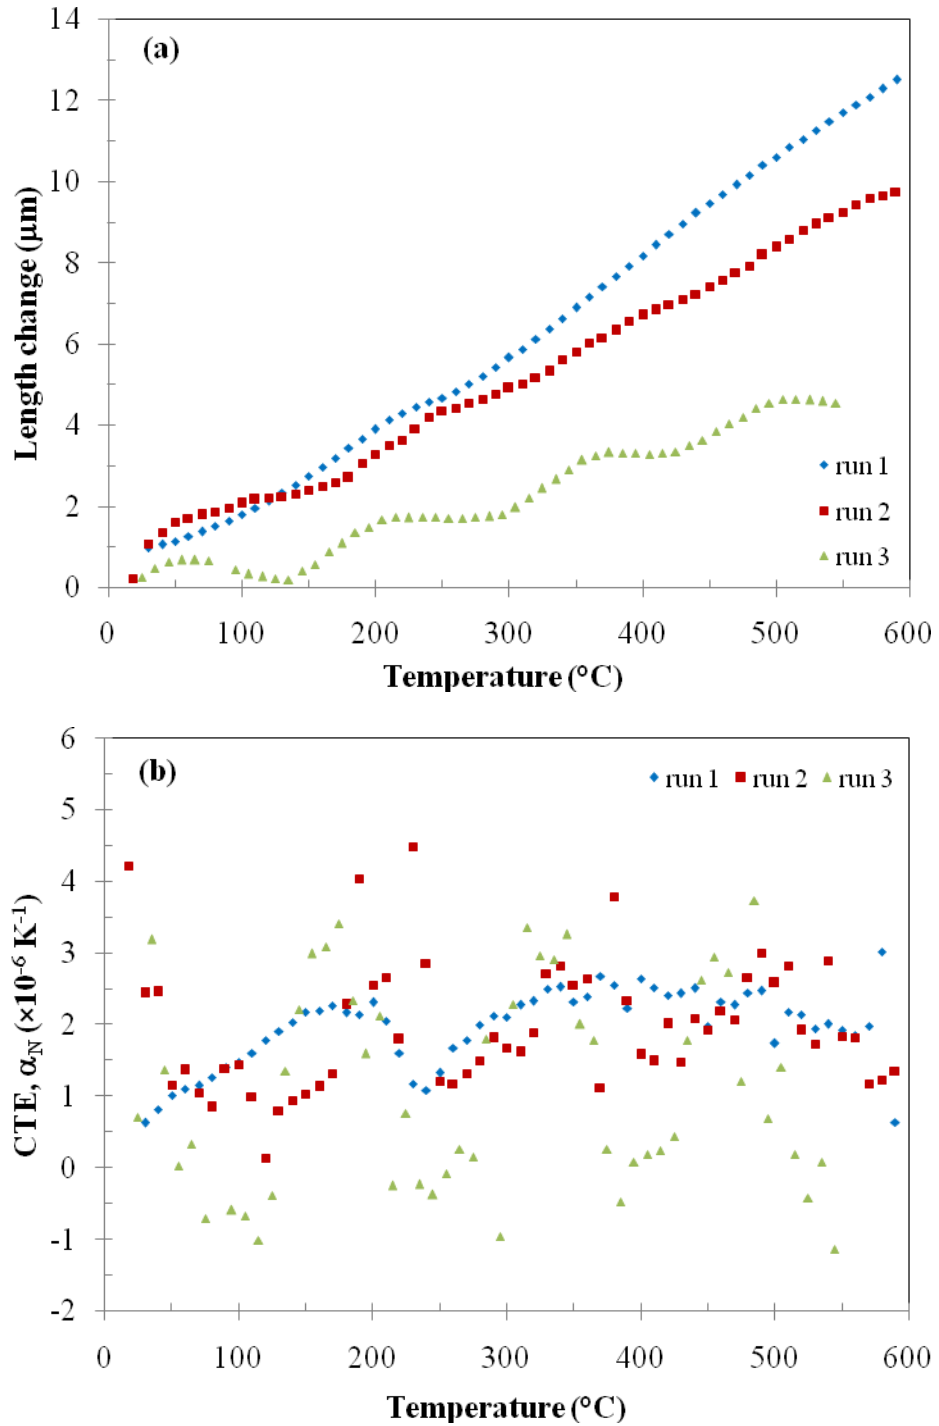 (a)
14
12
10
8
6
4
2
0
Length change (μm)
run 1
run 2
run 3
0 100 200 300 400 500 600
Temperature (°C)
(b)
run 1 run 2 run 3
6
5
4
3
2
1
0
-1
-2
CTE, α_N (×10⁻⁶ K⁻¹)
0 100 200 300 400 500 600
Temperature (°C)